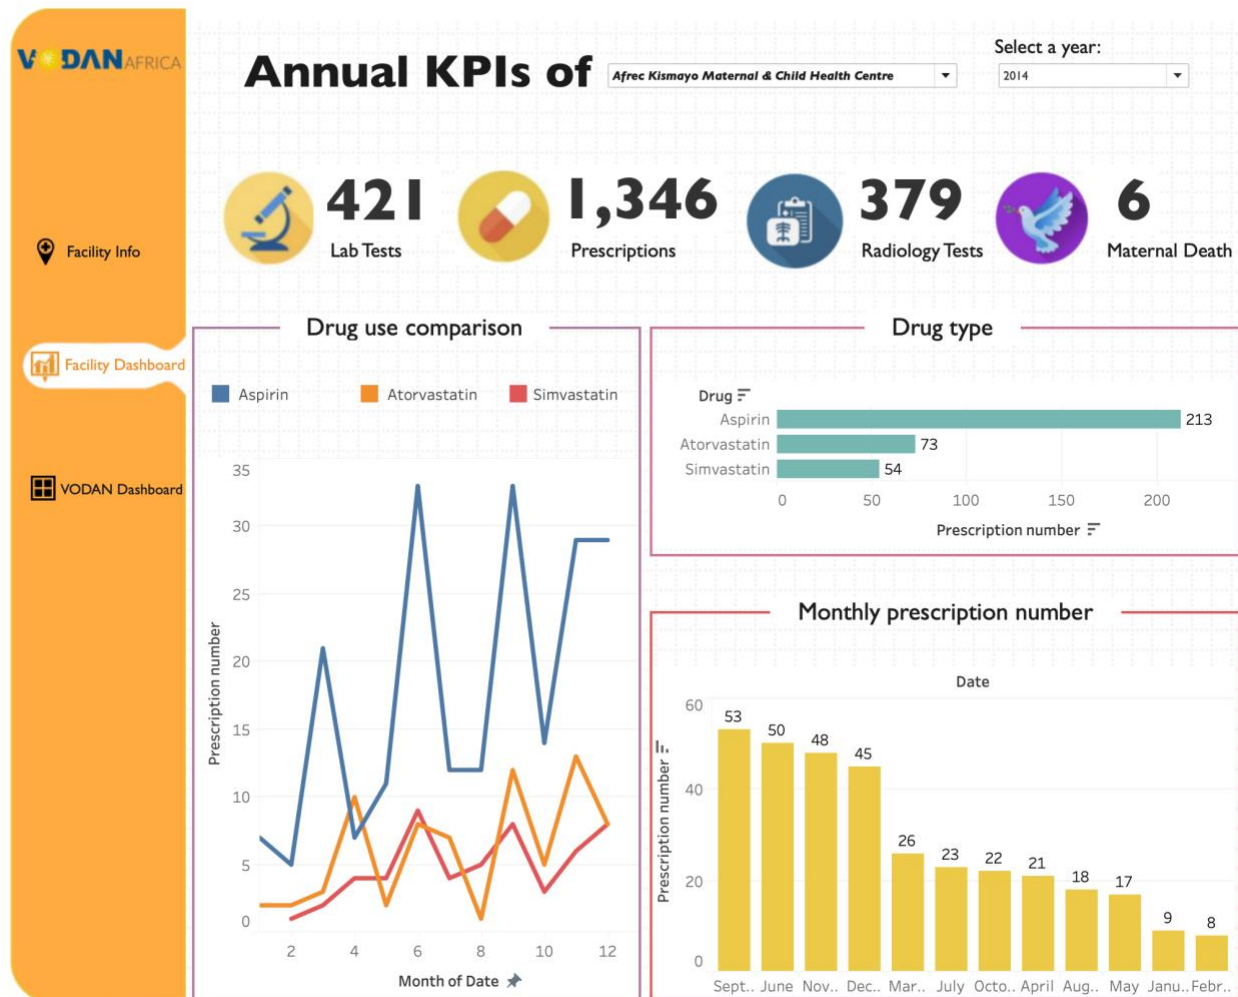 VODAN AFRICA
Facility Info
Facility Dashboard
VODAN Dashboard
Annual KPIs of
Afrec Kismayo Maternal & Child Health Centre
Select a year:
2014
421
Lab Tests
1,346
Prescriptions
379
Radiology Tests
6
Maternal Death
Drug use comparison
Aspirin Atorvastatin Simvastatin
Prescription number
35
30
25
20
15
10
5
0
2 4 6 8 10 12
Month of Date
Drug type
Drug
Aspirin 213
Atorvastatin 73
Simvastatin 54
0 50 100 150 200
Prescription number
Monthly prescription number
Date
Prescription number
60
40
20
0
53 50 48 45 26 23 22 21 18 17 9 8
Sept.. June Nov.. Dec.. Mar.. July Octo.. April Aug.. May Janu.. Febr..